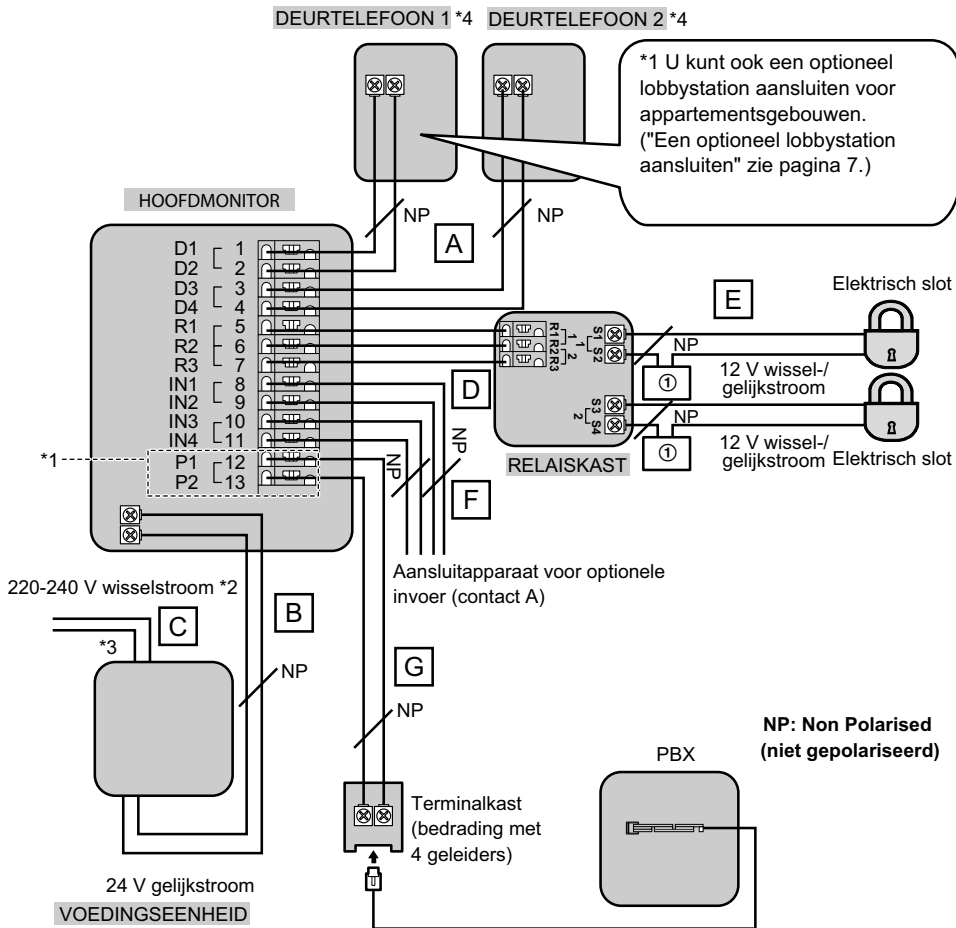 DEURTELEFOON 1 *4
DEURTELEFOON 2 *4
*1 U kunt ook een optioneel
lobbystation aansluiten voor
appartementsgebouwen.
("Een optioneel lobbystation
aansluiten" zie pagina 7.)
HOOFDMONITOR
NP
A
NP
D1 1
D2 2
D3 3
D4 4
R1 5
R2 6
R3 7
IN1 8
IN2 9
IN3 10
IN4 11
P1 12
P2 13
*1
E
Elektrisch slot
R1 R2 R3
1 2
1
S1
S2
NP
①
12 V wissel-/
gelijkstroom
D
2
S3
S4
NP
①
12 V wissel-/
gelijkstroom
Elektrisch slot
RELAISKAST
NP
NP
F
Aansluitapparaat voor optionele
invoer (contact A)
220-240 V wisselstroom *2
C
B
*3
NP
G
NP
NP: Non Polarised
(niet gepolariseerd)
PBX
Terminalkast
(bedrading met
4 geleiders)
24 V gelijkstroom
VOEDINGSEENHEID